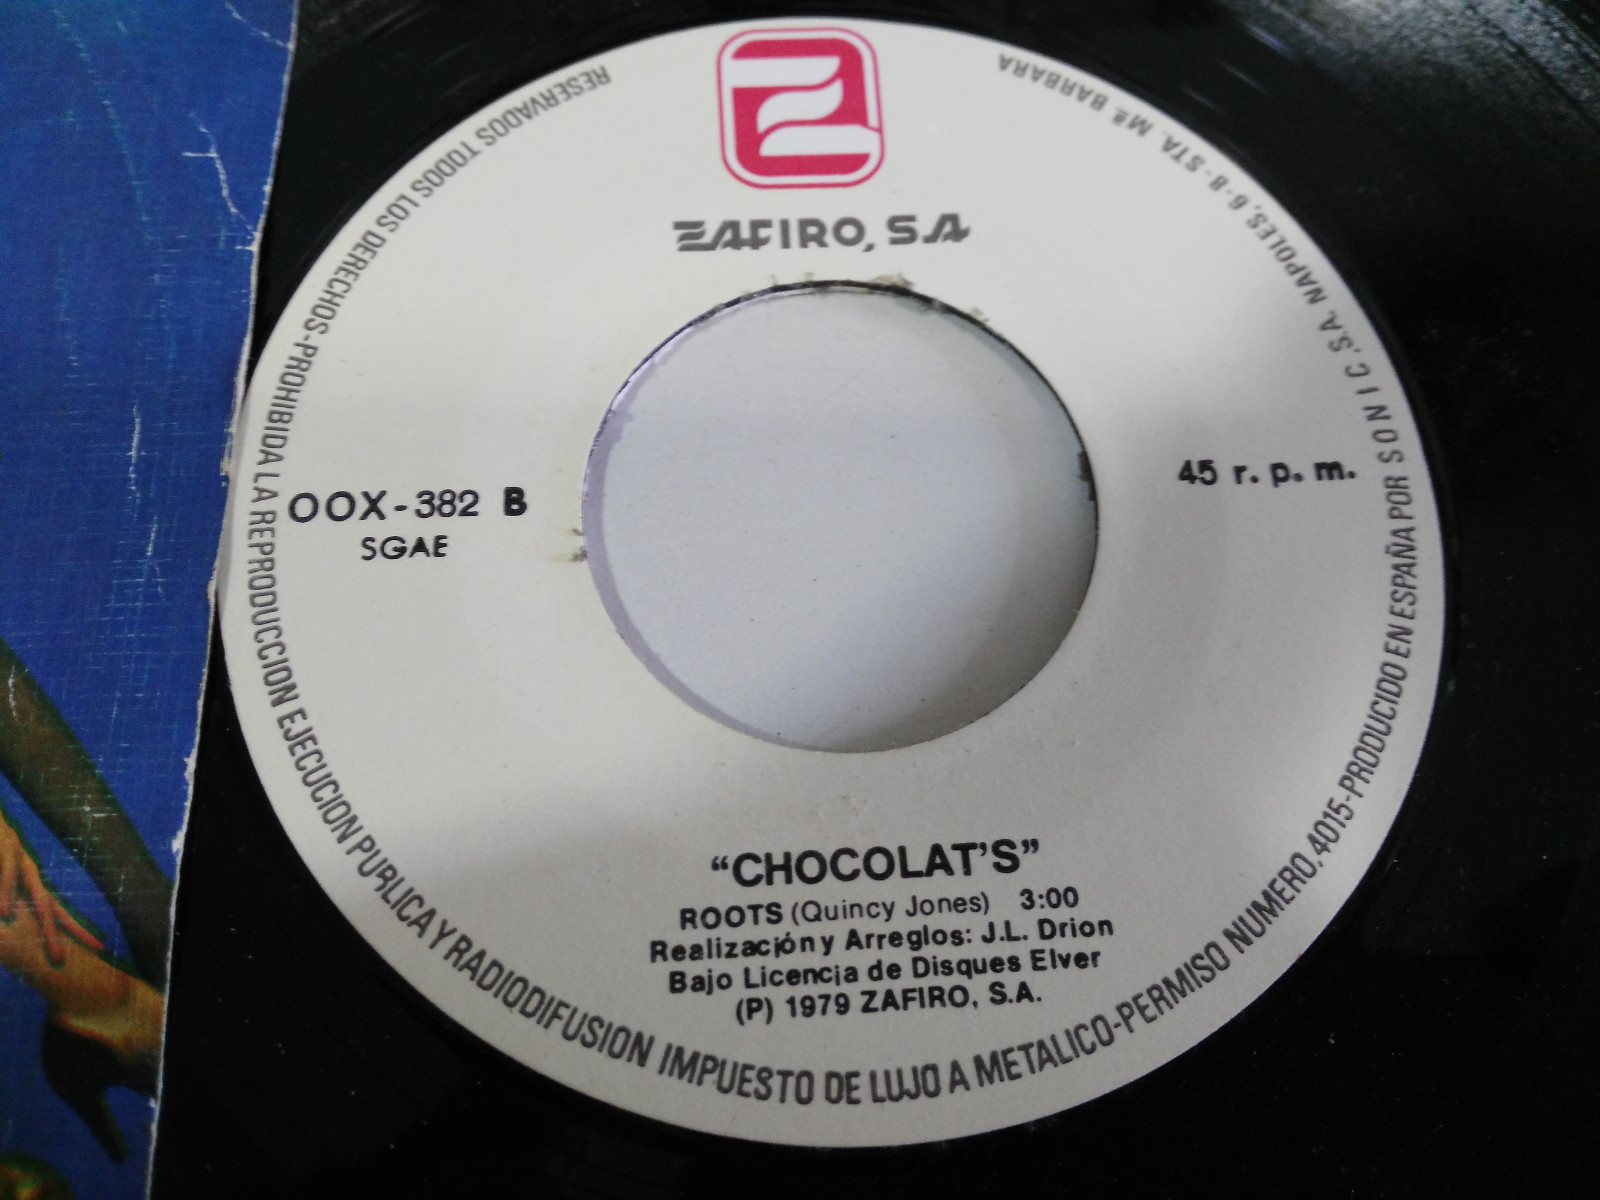 ZAFIRO, S.A
OOX-382 B
SGAE
45 r. p. m.
"CHOCOLAT'S"
ROOTS (Quincy Jones) 3:00
Realización y Arreglos: J.L. Drion
Bajo Licencia de Disques Elver
(P) 1979 ZAFIRO, S.A.
RESERVADOS TODOS LOS DERECHOS-PROHIBIDA LA REPRODUCCION EJECUCION PUBLICA Y RADIODIFUSION IMPUESTO DE LUJO A METALICO-PERMISO NUMERO.4015-PRODUCIDO EN ESPAÑA POR SONIC,S.A. NAPOLES, 6-8-STA. Mª. BARBARA